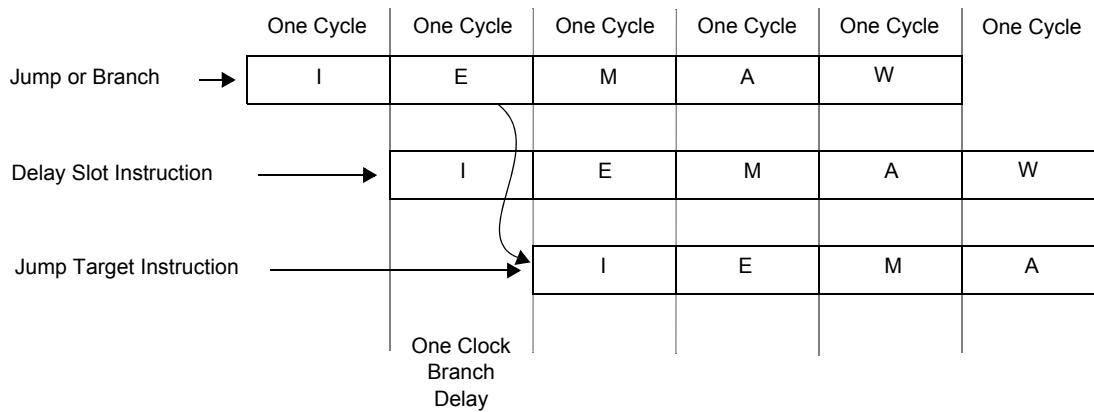 One Cycle One Cycle One Cycle One Cycle One Cycle One Cycle
Jump or Branch I E M A W
Delay Slot Instruction I E M A W
Jump Target Instruction I E M A
One Clock
Branch
Delay